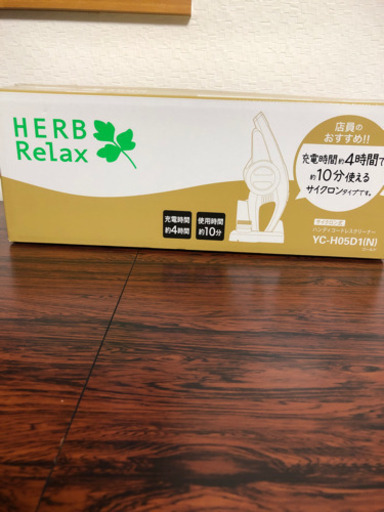 HERB
Relax
店員の
おすすめ!!
充電時間約4時間で
約10分使える
サイクロンタイプです。
充電時間
約4時間
使用時間
約10分
サイクロン式
ハンディコードレスクリーナー
YC-H05D1(N)